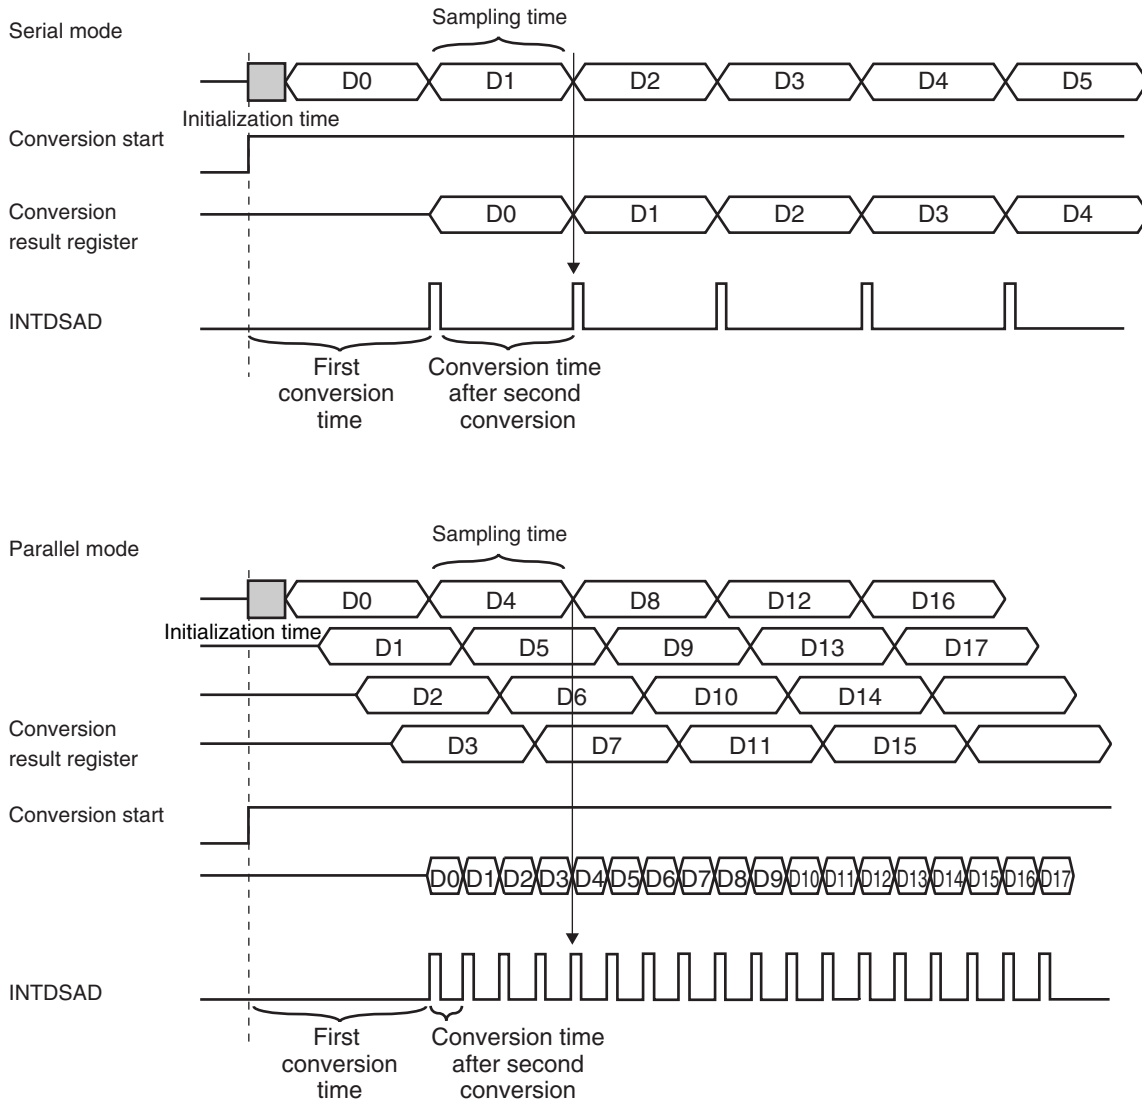 Serial mode
Sampling time
D0 D1 D2 D3 D4 D5
Initialization time
Conversion start
Conversion
result register
D0 D1 D2 D3 D4
INTDSAD
First
conversion
time
Conversion time
after second
conversion
Parallel mode
Sampling time
D0 D4 D8 D12 D16
Initialization time
D1 D5 D9 D13 D17
D2 D6 D10 D14
Conversion
result register
D3 D7 D11 D15
Conversion start
D0 D1 D2 D3 D4 D5 D6 D7 D8 D9 D10 D11 D12 D13 D14 D15 D16 D17
INTDSAD
First
conversion
time
Conversion time
after second
conversion